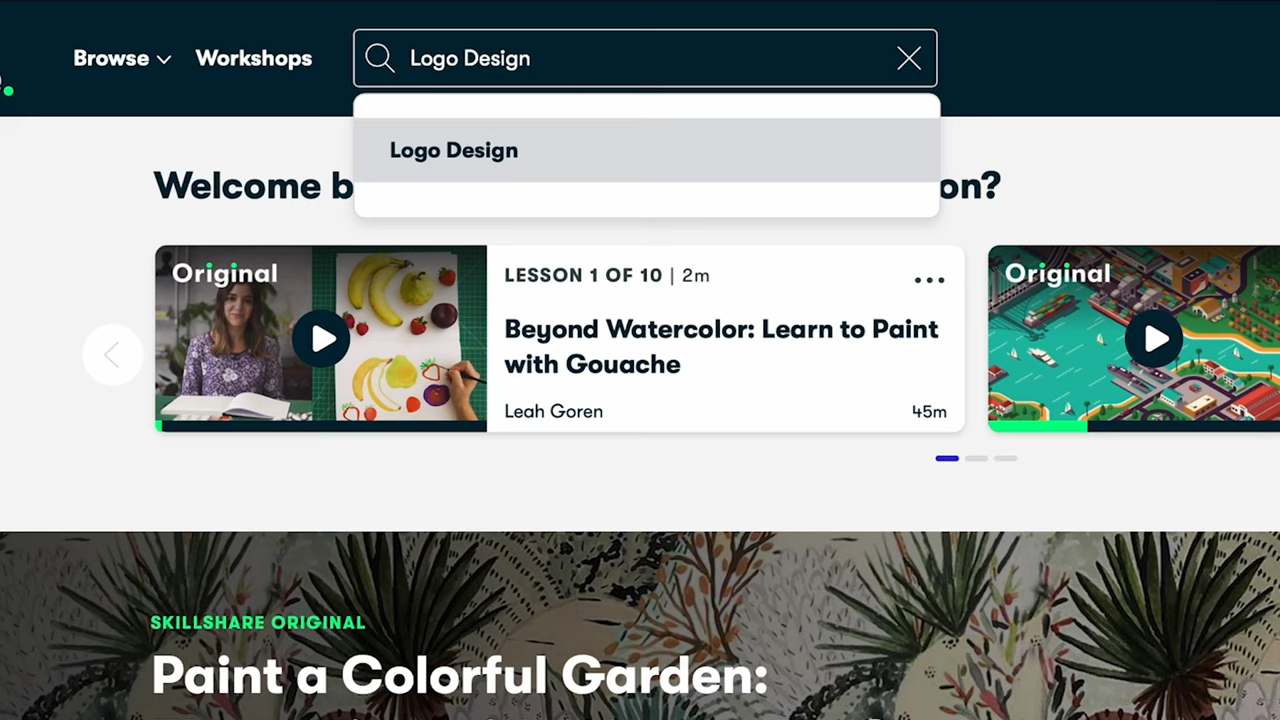 Browse Workshops Logo Design
Logo Design
Welcome b on?
Original
LESSON 1 OF 10 | 2m
Beyond Watercolor: Learn to Paint
with Gouache
Leah Goren 45m
Original
SKILLSHARE ORIGINAL
Paint a Colorful Garden: